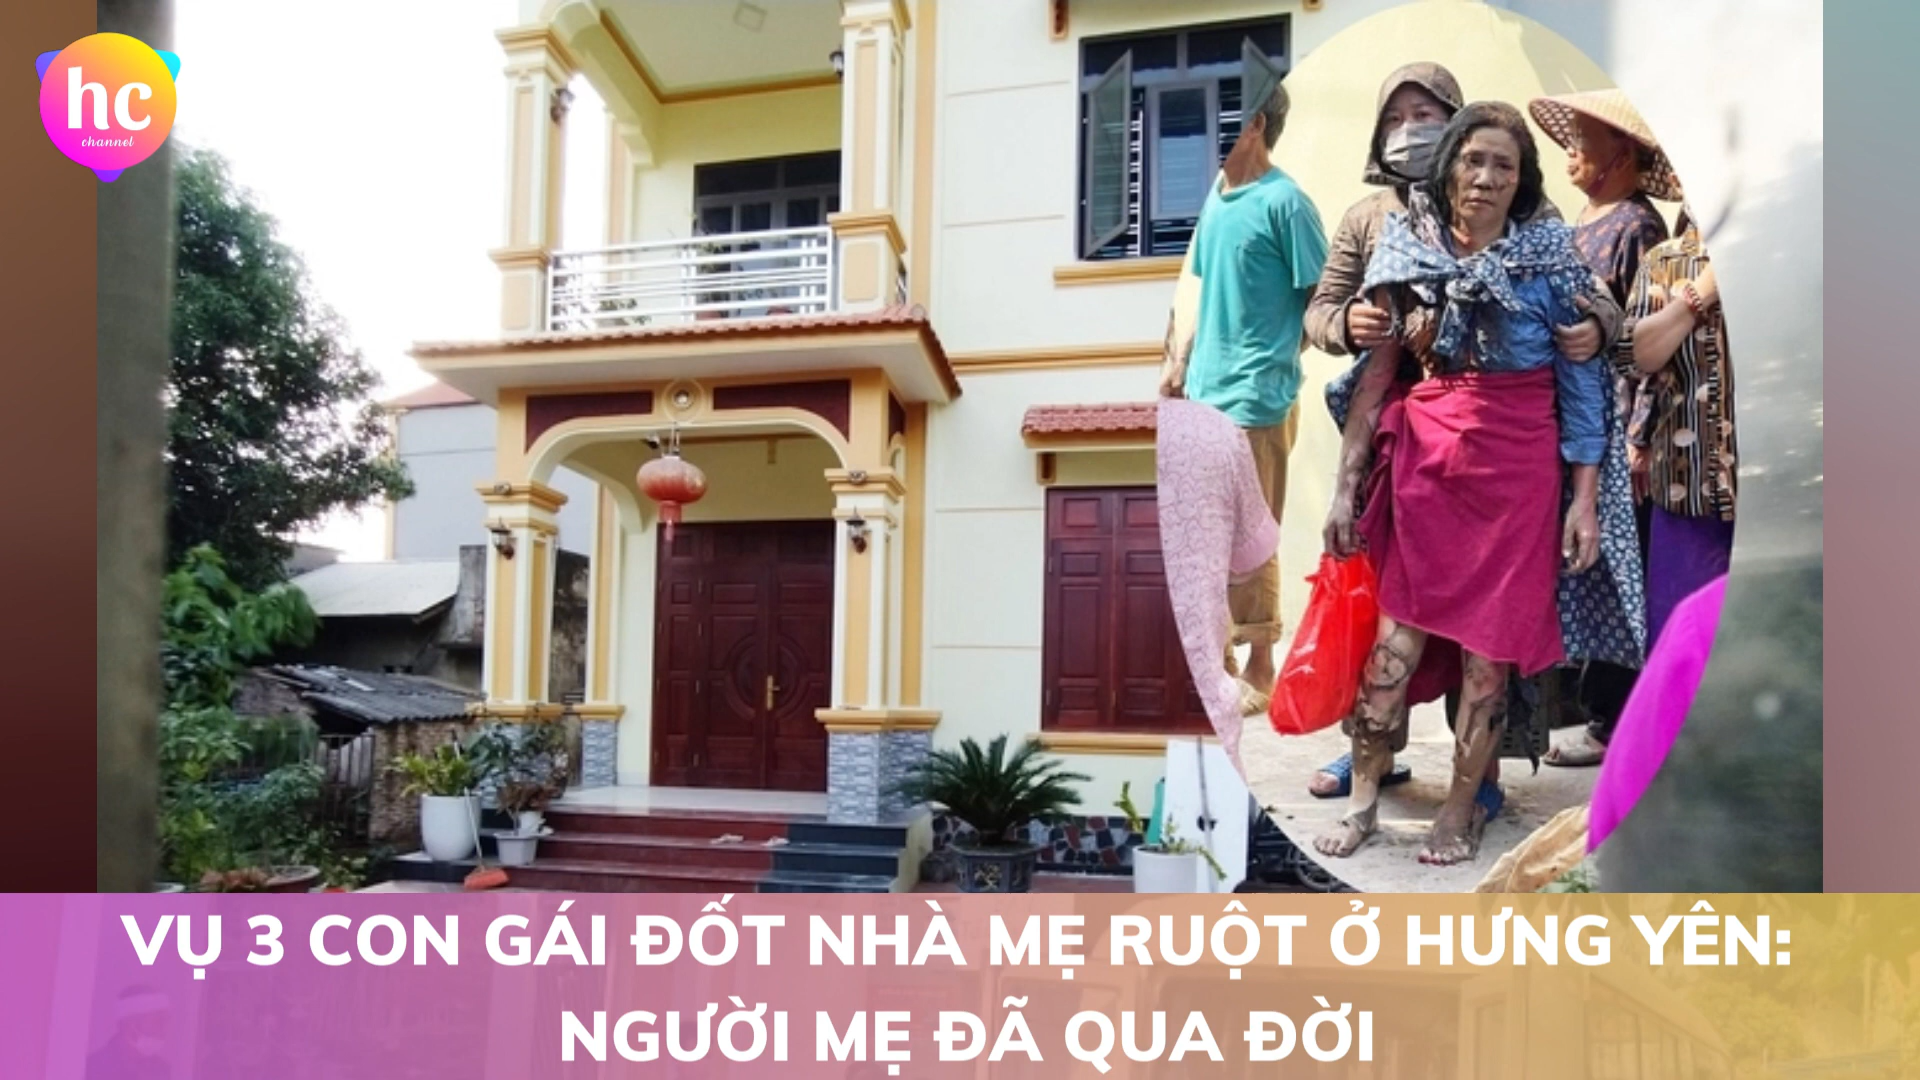 hc
channel
VỤ 3 CON GÁI ĐỐT NHÀ MẸ RUỘT Ở HƯNG YÊN:
NGƯỜI MẸ ĐÃ QUA ĐỜI